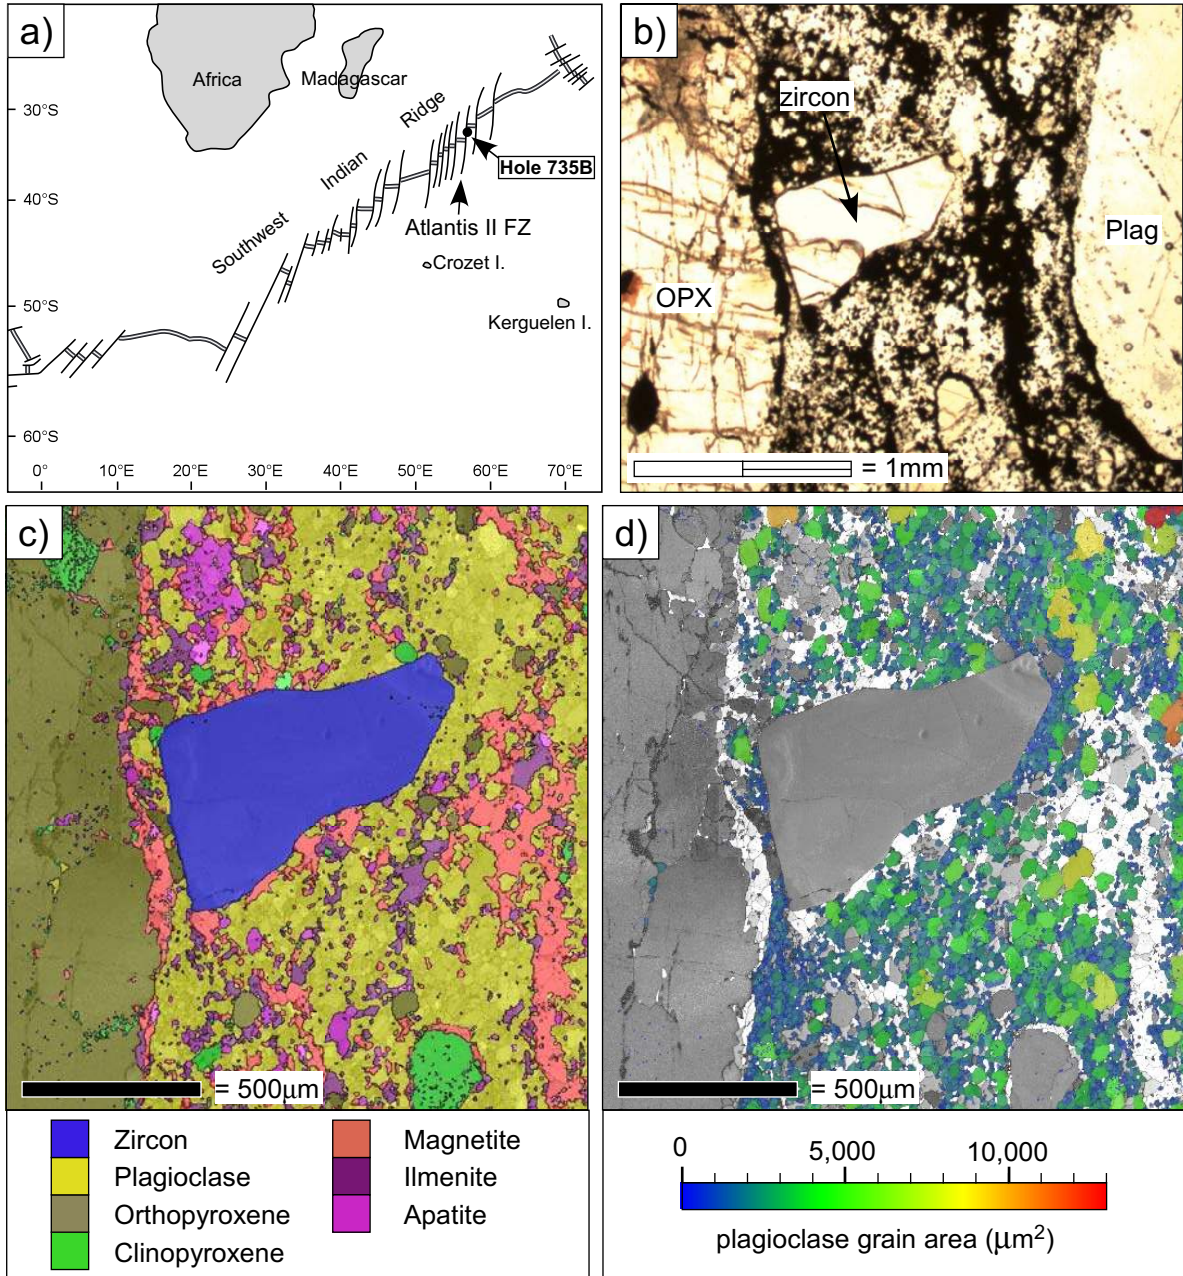 a)
Africa
Madagascar
30°S
40°S
50°S
60°S
Ridge
Indian
Southwest
Hole 735B
Atlantis II FZ
Crozet I.
Kerguelen I.
0°
10°E
20°E
30°E
40°E
50°E
60°E
70°E
b)
zircon
Plag
OPX
= 1mm
c)
= 500μm
d)
= 500μm
Zircon
Plagioclase
Orthopyroxene
Clinopyroxene
Magnetite
Ilmenite
Apatite
0
5,000
10,000
plagioclase grain area (μm²)